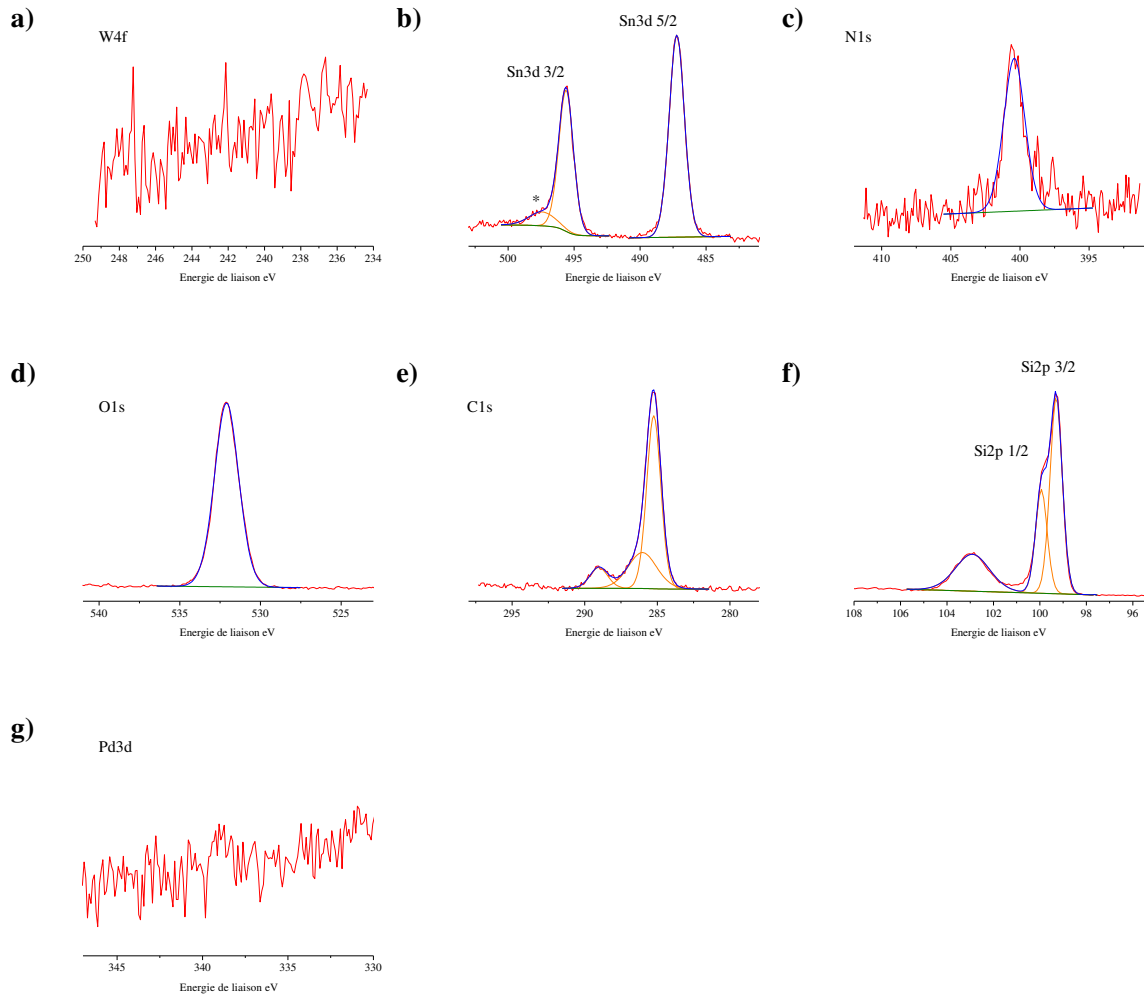 a)
W4f
250 248 246 244 242 240 238 236 234
Energie de liaison eV
b)
Sn3d 5/2
Sn3d 3/2
*
500 495 490 485
Energie de liaison eV
c)
N1s
410 405 400 395
Energie de liaison eV
d)
O1s
540 535 530 525
Energie de liaison eV
e)
C1s
295 290 285 280
Energie de liaison eV
f)
Si2p 3/2
Si2p 1/2
108 106 104 102 100 98 96
Energie de liaison eV
g)
Pd3d
345 340 335 330
Energie de liaison eV